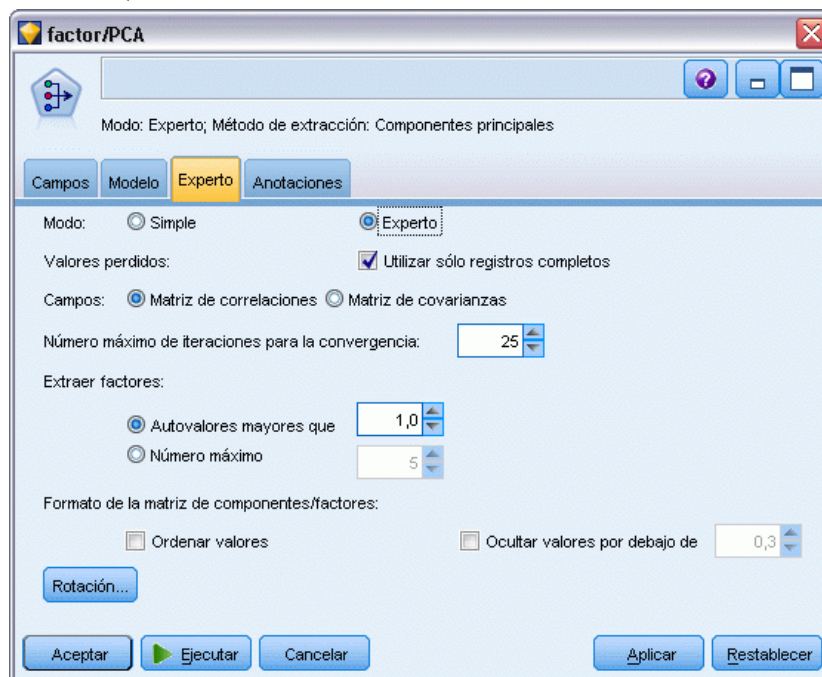 factor/PCA
Modo: Experto; Método de extracción: Componentes principales
Campos Modelo Experto Anotaciones
Modo: Simple Experto
Valores perdidos: Utilizar sólo registros completos
Campos: Matriz de correlaciones Matriz de covarianzas
Número máximo de iteraciones para la convergencia: 25
Extraer factores:
Autovalores mayores que 1,0
Número máximo 5
Formato de la matriz de componentes/factores:
Ordenar valores Ocultar valores por debajo de 0,3
Rotación...
Aceptar Ejecutar Cancelar Aplicar Restablecer